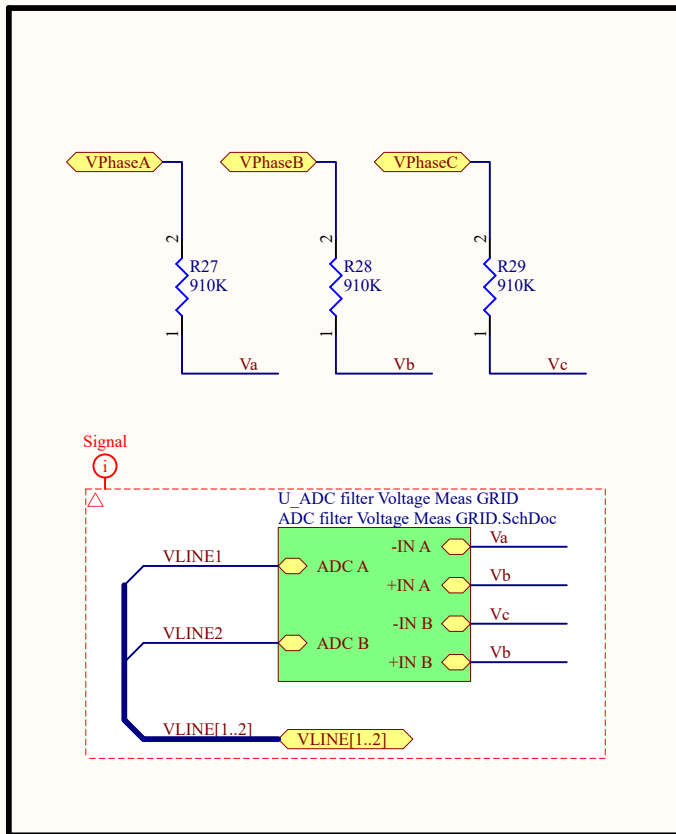 VPhaseA VPhaseB VPhaseC
2 2 2
R27 R28 R29
910K 910K 910K
1 1 1
Va Vb Vc
Signal
i
U_ADC filter Voltage Meas GRID
ADC filter Voltage Meas GRID.SchDoc
-IN A Va
VLINE1 ADC A
+IN A Vb
-IN B Vc
VLINE2 ADC B
+IN B Vb
VLINE[1..2] VLINE[1..2]